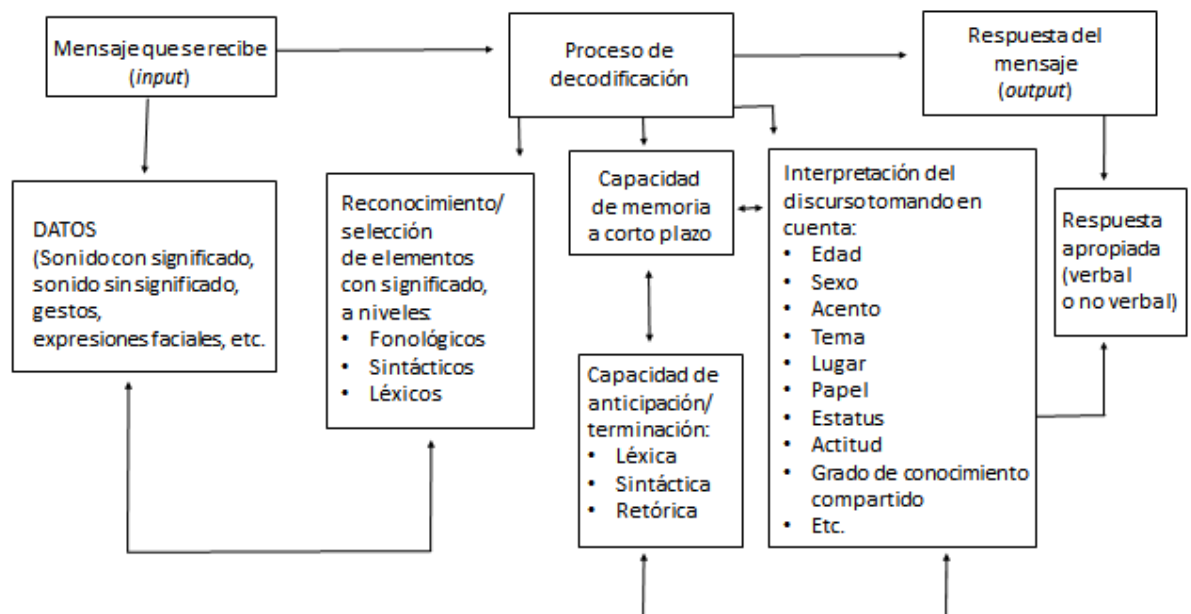 Mensaje que se recibe
(input)
Proceso de
decodificación
Respuesta del
mensaje
(output)
DATOS
(Sonido con significado,
sonido sin significado,
gestos,
expresiones faciales, etc.
Reconocimiento/
selección
de elementos
con significado,
a niveles:
• Fonológicos
• Sintácticos
• Léxicos
Capacidad
de memoria
a corto plazo
Capacidad de
anticipación/
terminación:
• Léxica
• Sintáctica
• Retórica
Interpretación del
discurso tomando en
cuenta:
• Edad
• Sexo
• Acento
• Tema
• Lugar
• Papel
• Estatus
• Actitud
• Grado de conocimiento
compartido
• Etc.
Respuesta
apropiada
(verbal
o no verbal)